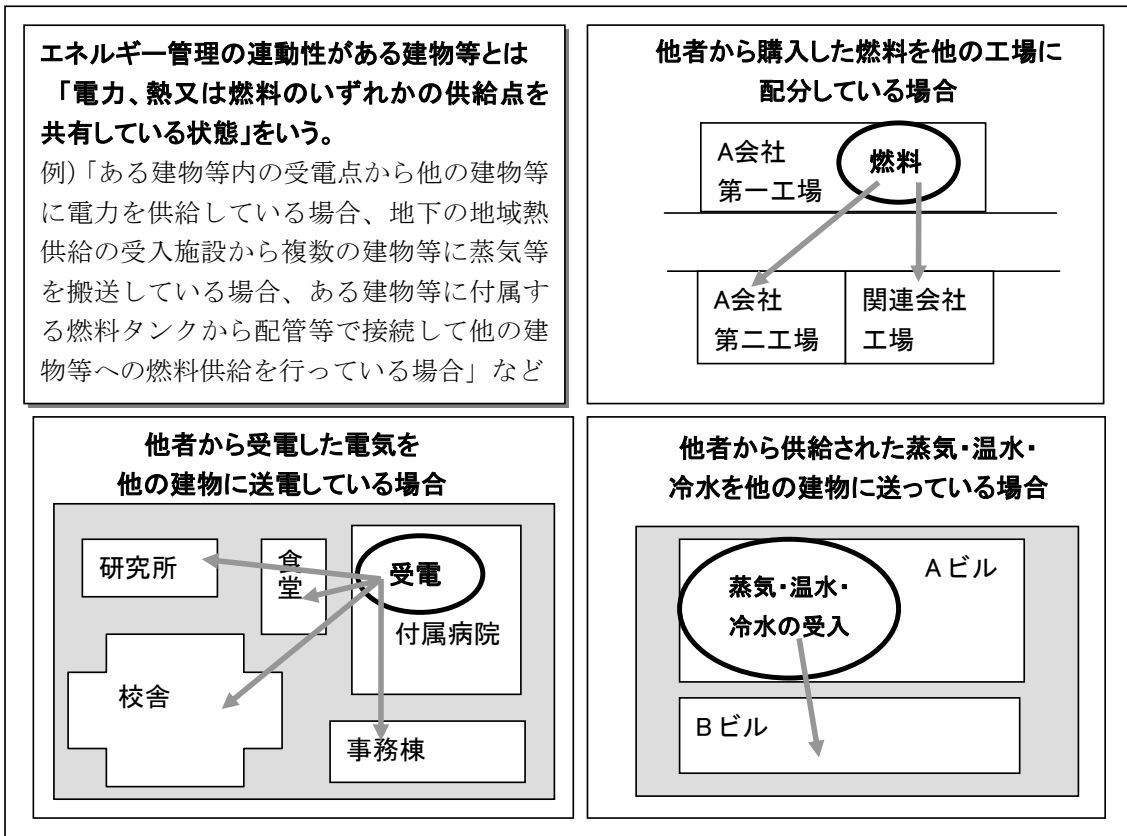 エネルギー管理の連動性がある建物等とは
「電力、熱又は燃料のいずれかの供給点を
共有している状態」をいう。
例)「ある建物等内の受電点から他の建物等
に電力を供給している場合、地下の地域熱
供給の受入施設から複数の建物等に蒸気等
を搬送している場合、ある建物等に付属す
る燃料タンクから配管等で接続して他の建
物等への燃料供給を行っている場合」など
他者から購入した燃料を他の工場に
配分している場合
A会社
第一工場
燃料
A会社
第二工場
関連会社
工場
他者から受電した電気を
他の建物に送電している場合
研究所
食
堂
受電
付属病院
校舎
事務棟
他者から供給された蒸気・温水・
冷水を他の建物に送っている場合
蒸気・温水・
冷水の受入
Aビル
Bビル